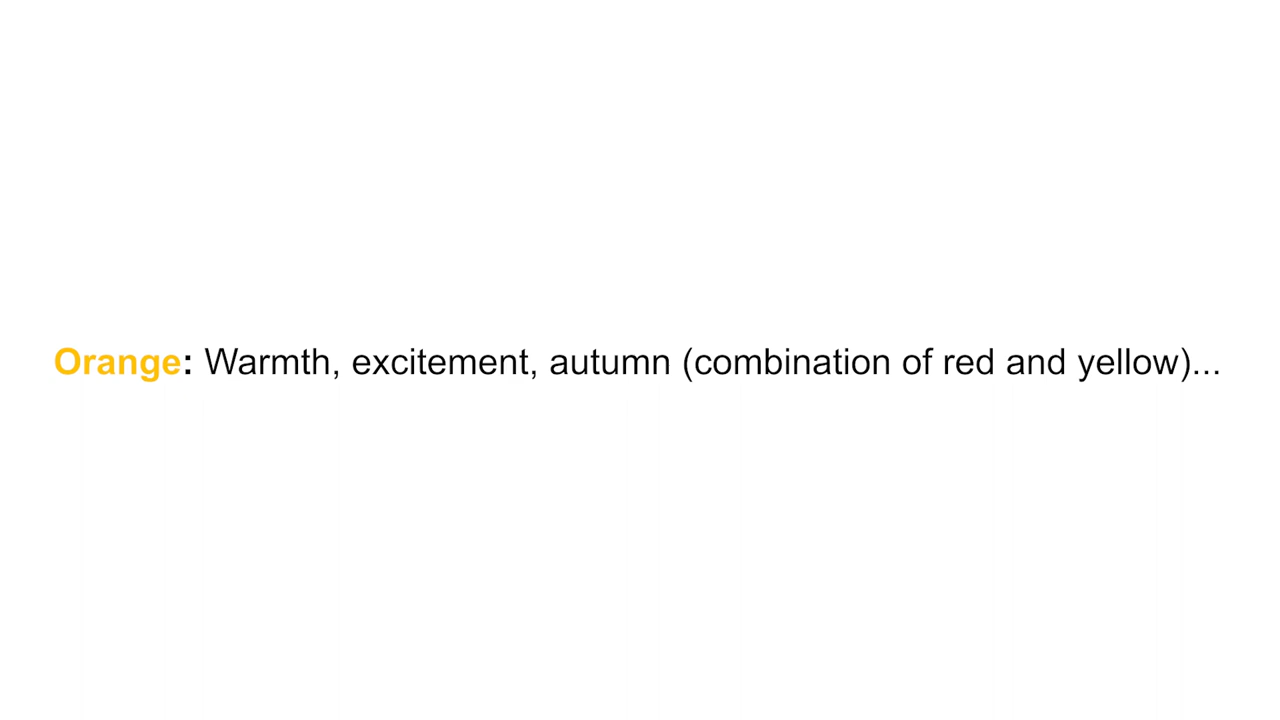 Orange: Warmth, excitement, autumn (combination of red and yellow)...